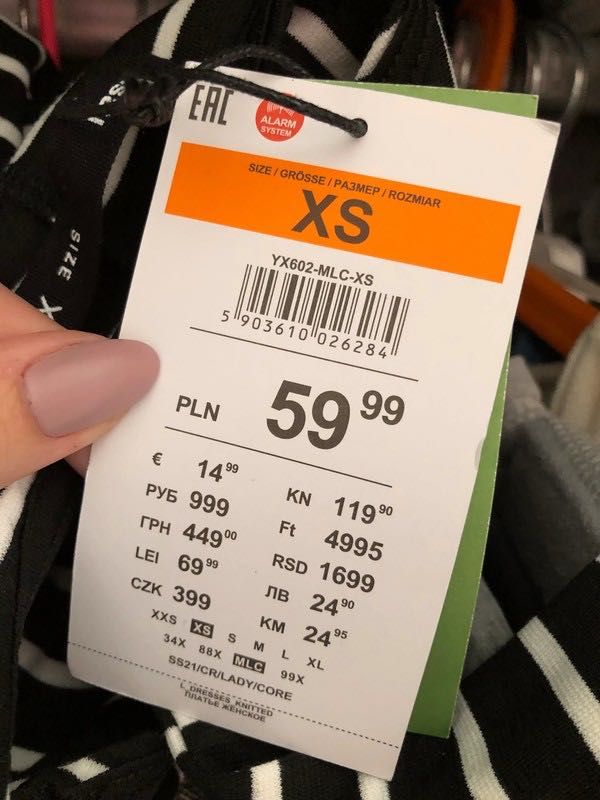 EAC
ALARM
SYSTEM
SIZE / GRÖSSE / РАЗМЕР / ROZMIAR
XS
YX602-MLC-XS
5 903610 026284
PLN 59 99
€ 14 99
РУБ 999
ГРН 449 00
LEI 69 99
CZK 399
KN 119 90
Ft 4995
RSD 1699
ЛВ 24 90
KM 24 95
XXS XS S M L XL
34X 88X MLC 99X
SS21/CR/LADY/CORE
L_DRESSES_KNITTED
ПЛАТЬЕ ЖЕНСКОЕ
SIZE X